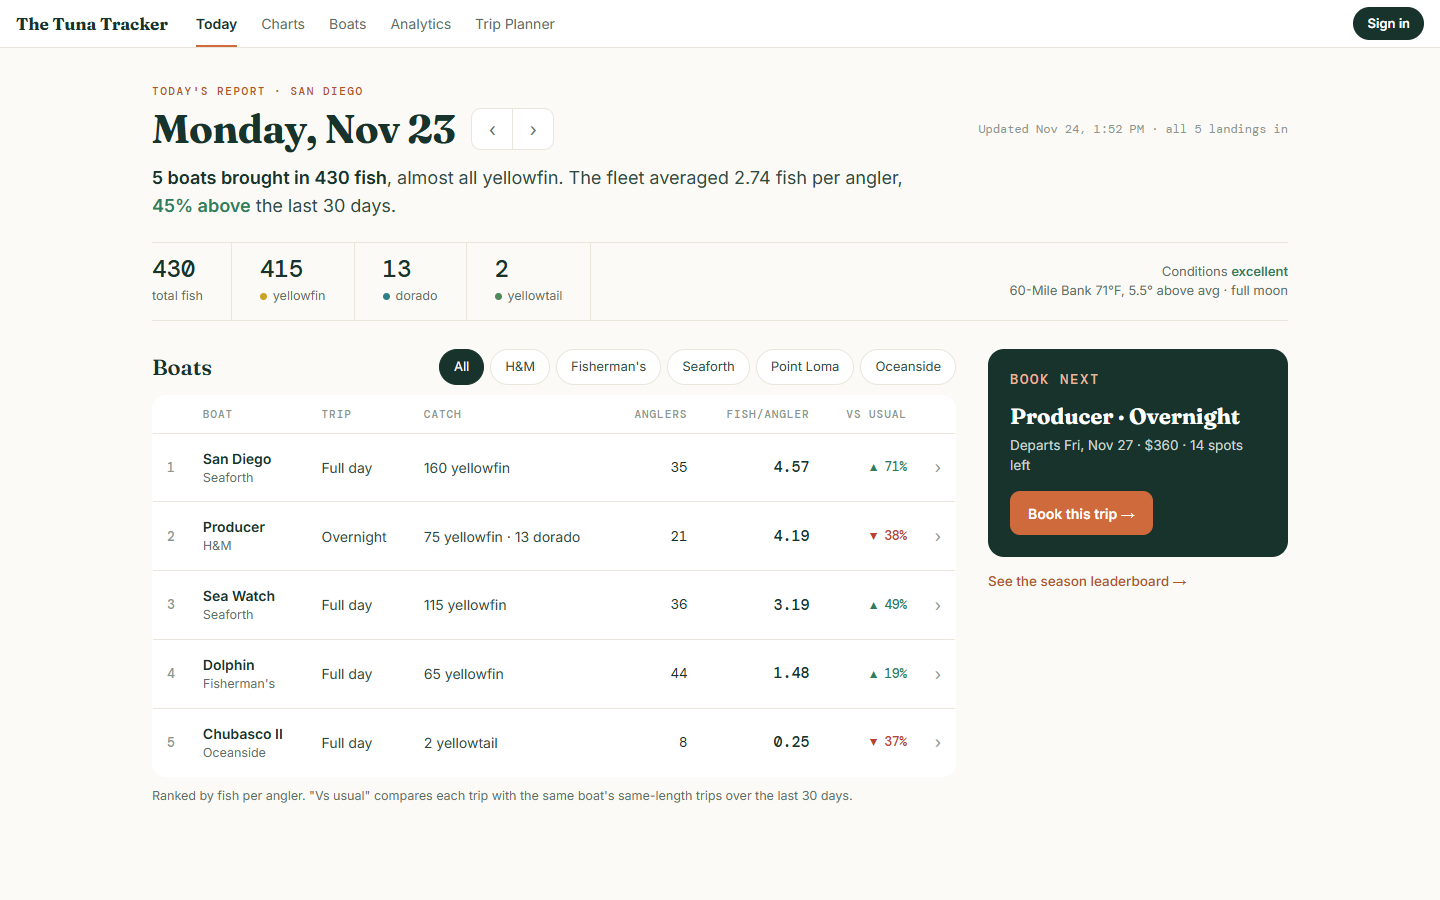 The Tuna Tracker Today Charts Boats Analytics Trip Planner Sign in
TODAY'S REPORT · SAN DIEGO
Monday, Nov 23 ‹ › Updated Nov 24, 1:52 PM · all 5 landings in
5 boats brought in 430 fish, almost all yellowfin. The fleet averaged 2.74 fish per angler,
45% above the last 30 days.
430 415 13 2
total fish yellowfin dorado yellowtail
Conditions excellent
60-Mile Bank 71°F, 5.5° above avg · full moon
Boats All H&M Fisherman's Seaforth Point Loma Oceanside
BOAT TRIP CATCH ANGLERS FISH/ANGLER VS USUAL
1 San Diego Full day 160 yellowfin 35 4.57 ▲ 71% ›
Seaforth
2 Producer Overnight 75 yellowfin · 13 dorado 21 4.19 ▼ 38% ›
H&M
3 Sea Watch Full day 115 yellowfin 36 3.19 ▲ 49% ›
Seaforth
4 Dolphin Full day 65 yellowfin 44 1.48 ▲ 19% ›
Fisherman's
5 Chubasco II Full day 2 yellowtail 8 0.25 ▼ 37% ›
Oceanside
Ranked by fish per angler. "Vs usual" compares each trip with the same boat's same-length trips over the last 30 days.
BOOK NEXT
Producer · Overnight
Departs Fri, Nov 27 · $360 · 14 spots
left
Book this trip →
See the season leaderboard →